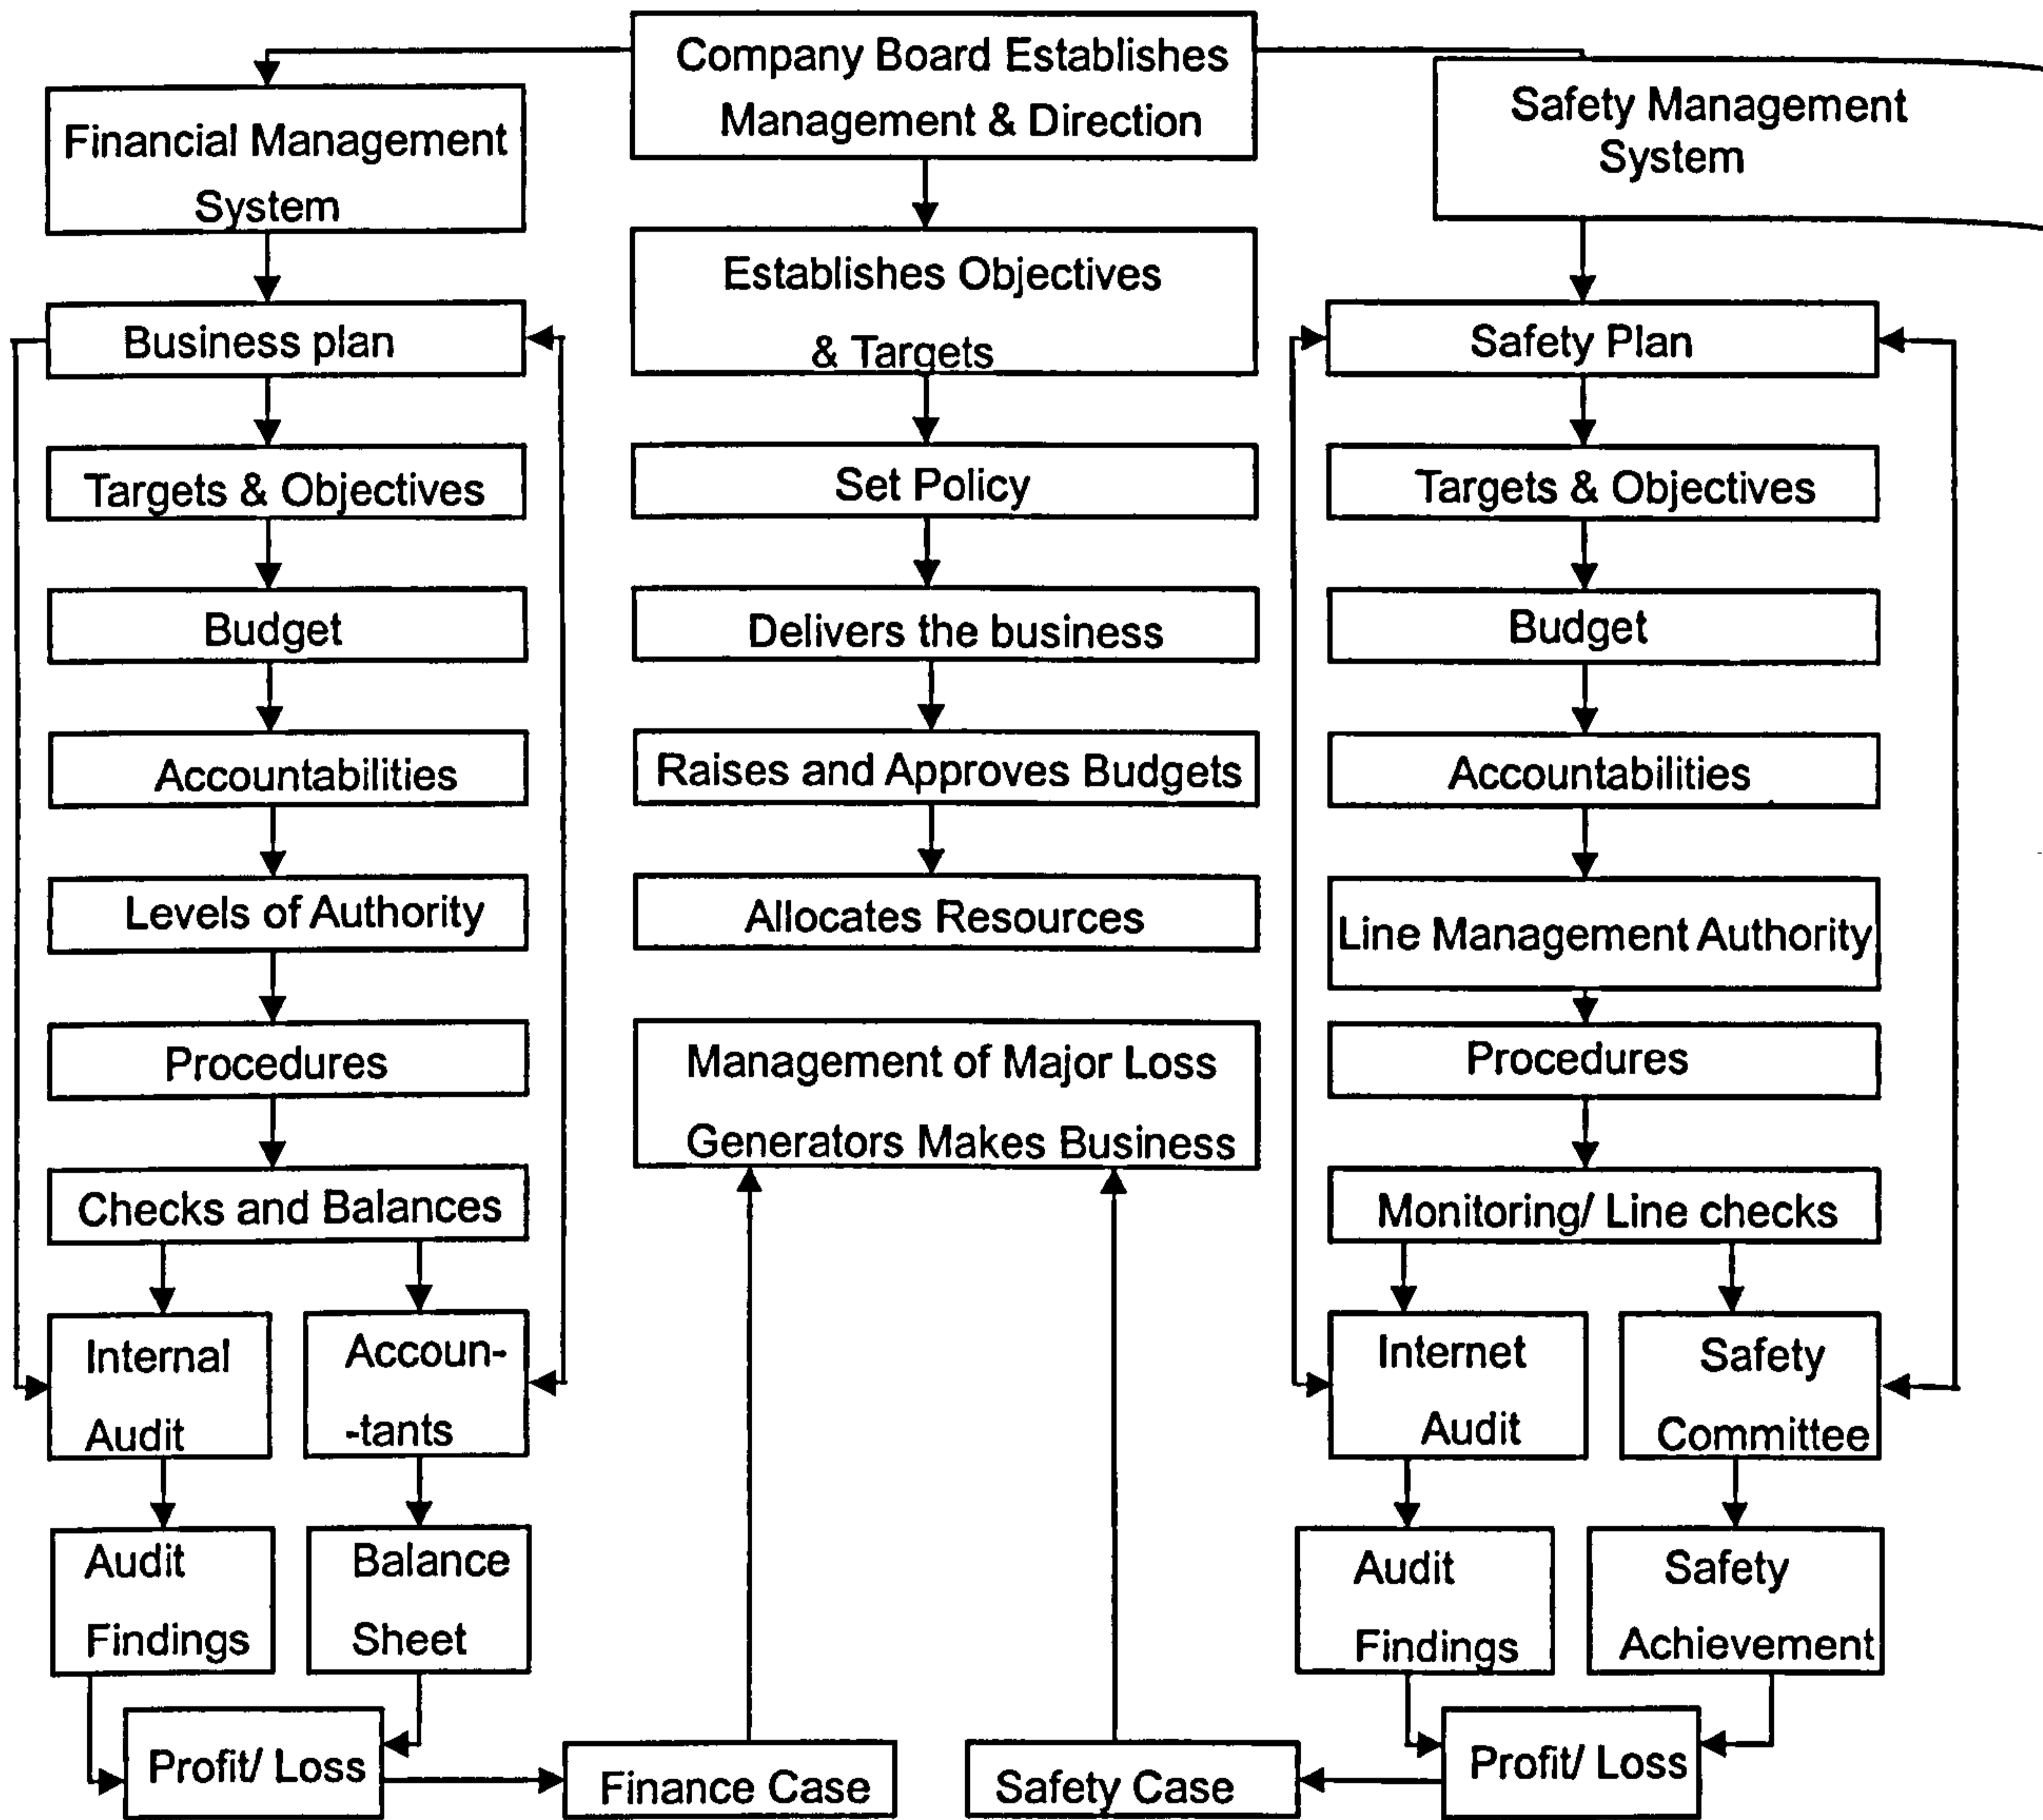 Company Board Establishes
Management & Direction
Financial Management
System
Safety Management
System
Establishes Objectives
& Targets
Business plan
Safety Plan
Targets & Objectives
Set Policy
Targets & Objectives
Budget
Delivers the business
Budget
Accountabilities
Raises and Approves Budgets
Accountabilities
Levels of Authority
Allocates Resources
Line Management Authority
Procedures
Management of Major Loss
Generators Makes Business
Procedures
Checks and Balances
Monitoring/ Line checks
Internal
Audit
Accoun-
-tants
Internet
Audit
Safety
Committee
Audit
Findings
Balance
Sheet
Audit
Findings
Safety
Achievement
Profit/ Loss
Finance Case
Safety Case
Profit/ Loss